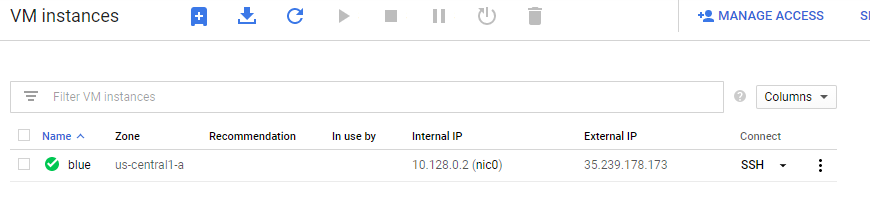 VM instances MANAGE ACCESS
Filter VM instances Columns
Name Zone Recommendation In use by Internal IP External IP Connect
blue us-central1-a 10.128.0.2 (nic0) 35.239.178.173 SSH